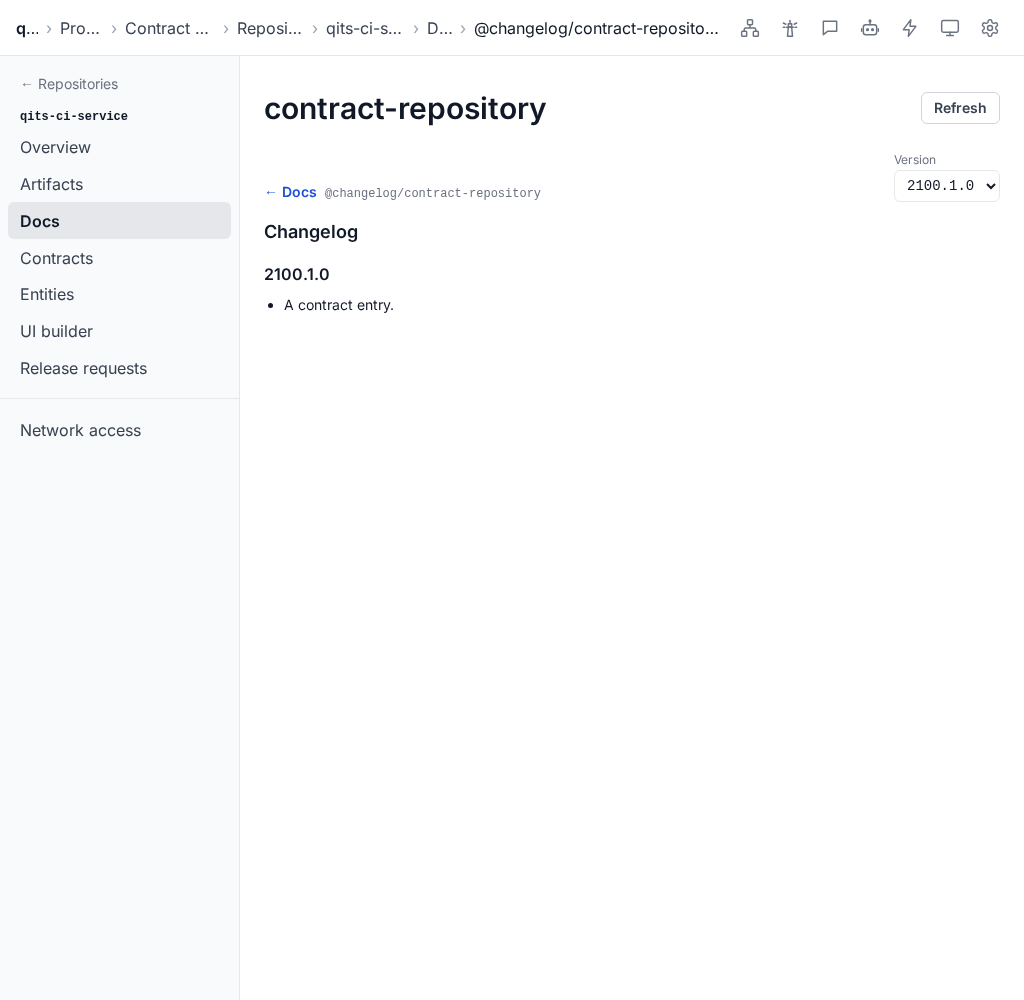 q... › Pro... › Contract ... › Reposi... › qits-ci-s... › D... › @changelog/contract-reposito...
← Repositories
qits-ci-service
Overview
Artifacts
Docs
Contracts
Entities
UI builder
Release requests
Network access
contract-repository
Refresh
Version
← Docs @changelog/contract-repository
2100.1.0
Changelog
2100.1.0
• A contract entry.